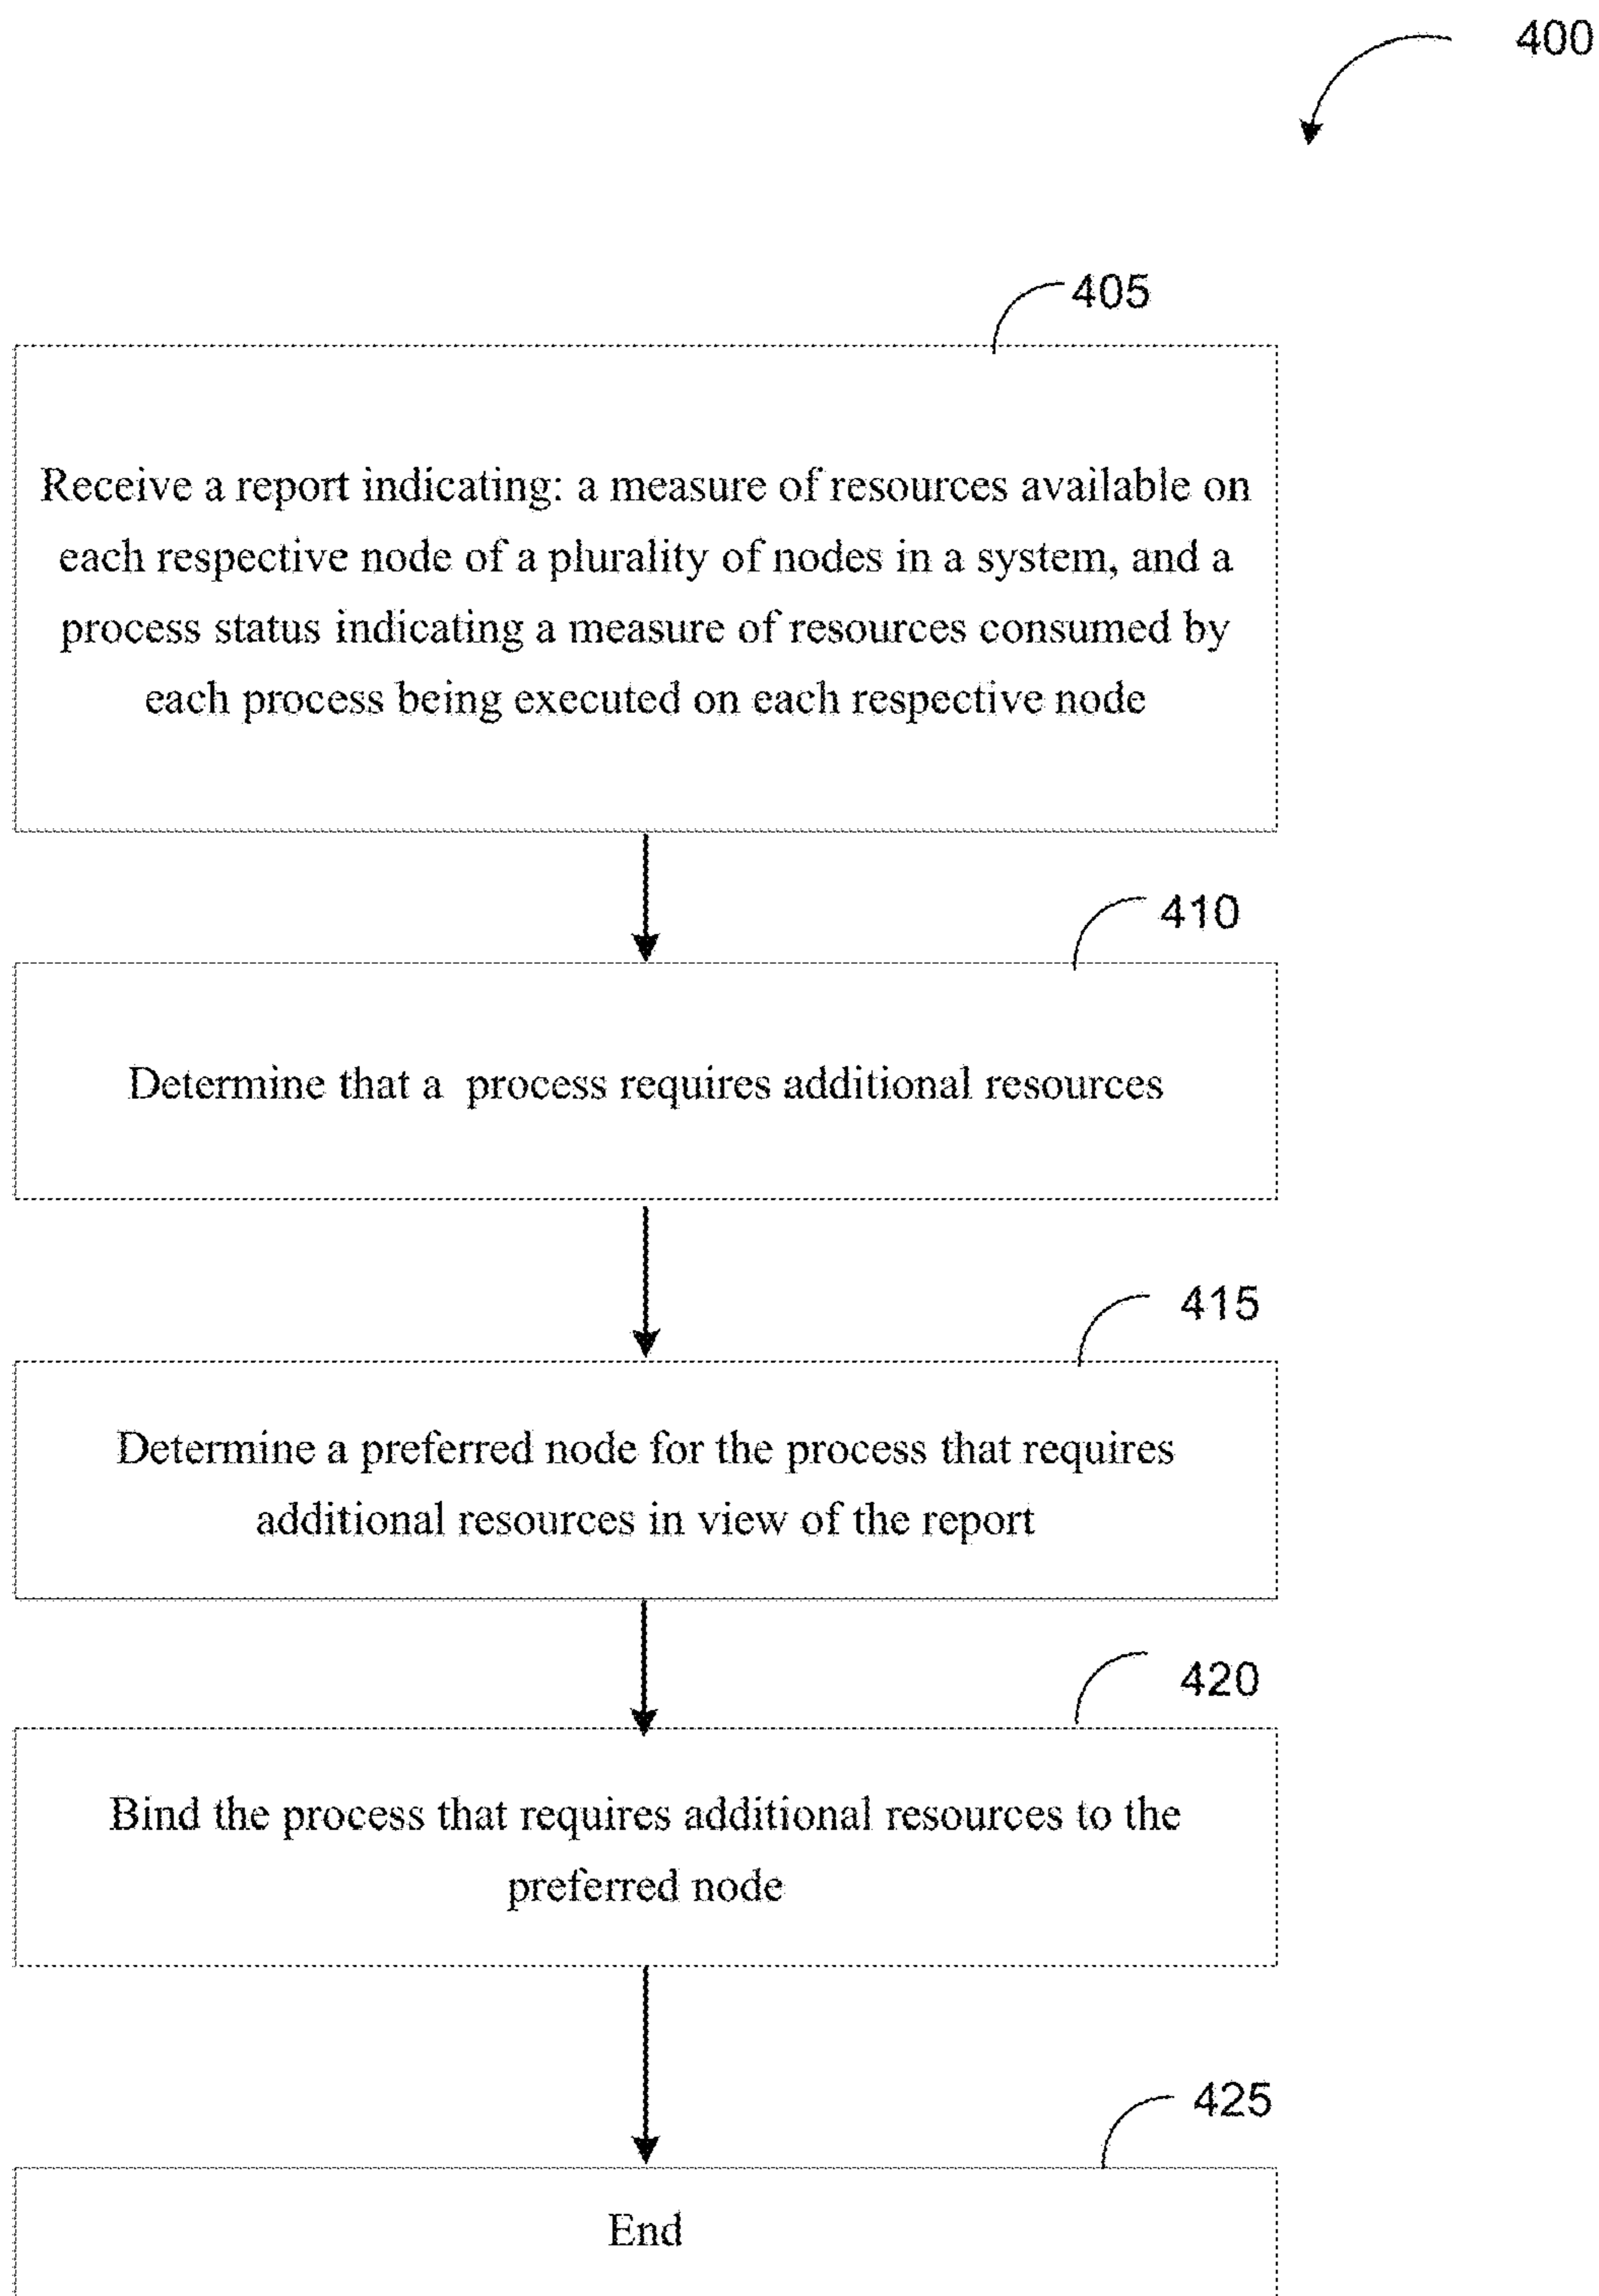 400
405
Receive a report indicating: a measure of resources available on
each respective node of a plurality of nodes in a system, and a
process status indicating a measure of resources consumed by
each process being executed on each respective node
410
Determine that a process requires additional resources
415
Determine a preferred node for the process that requires
additional resources in view of the report
420
Bind the process that requires additional resources to the
preferred node
425
End